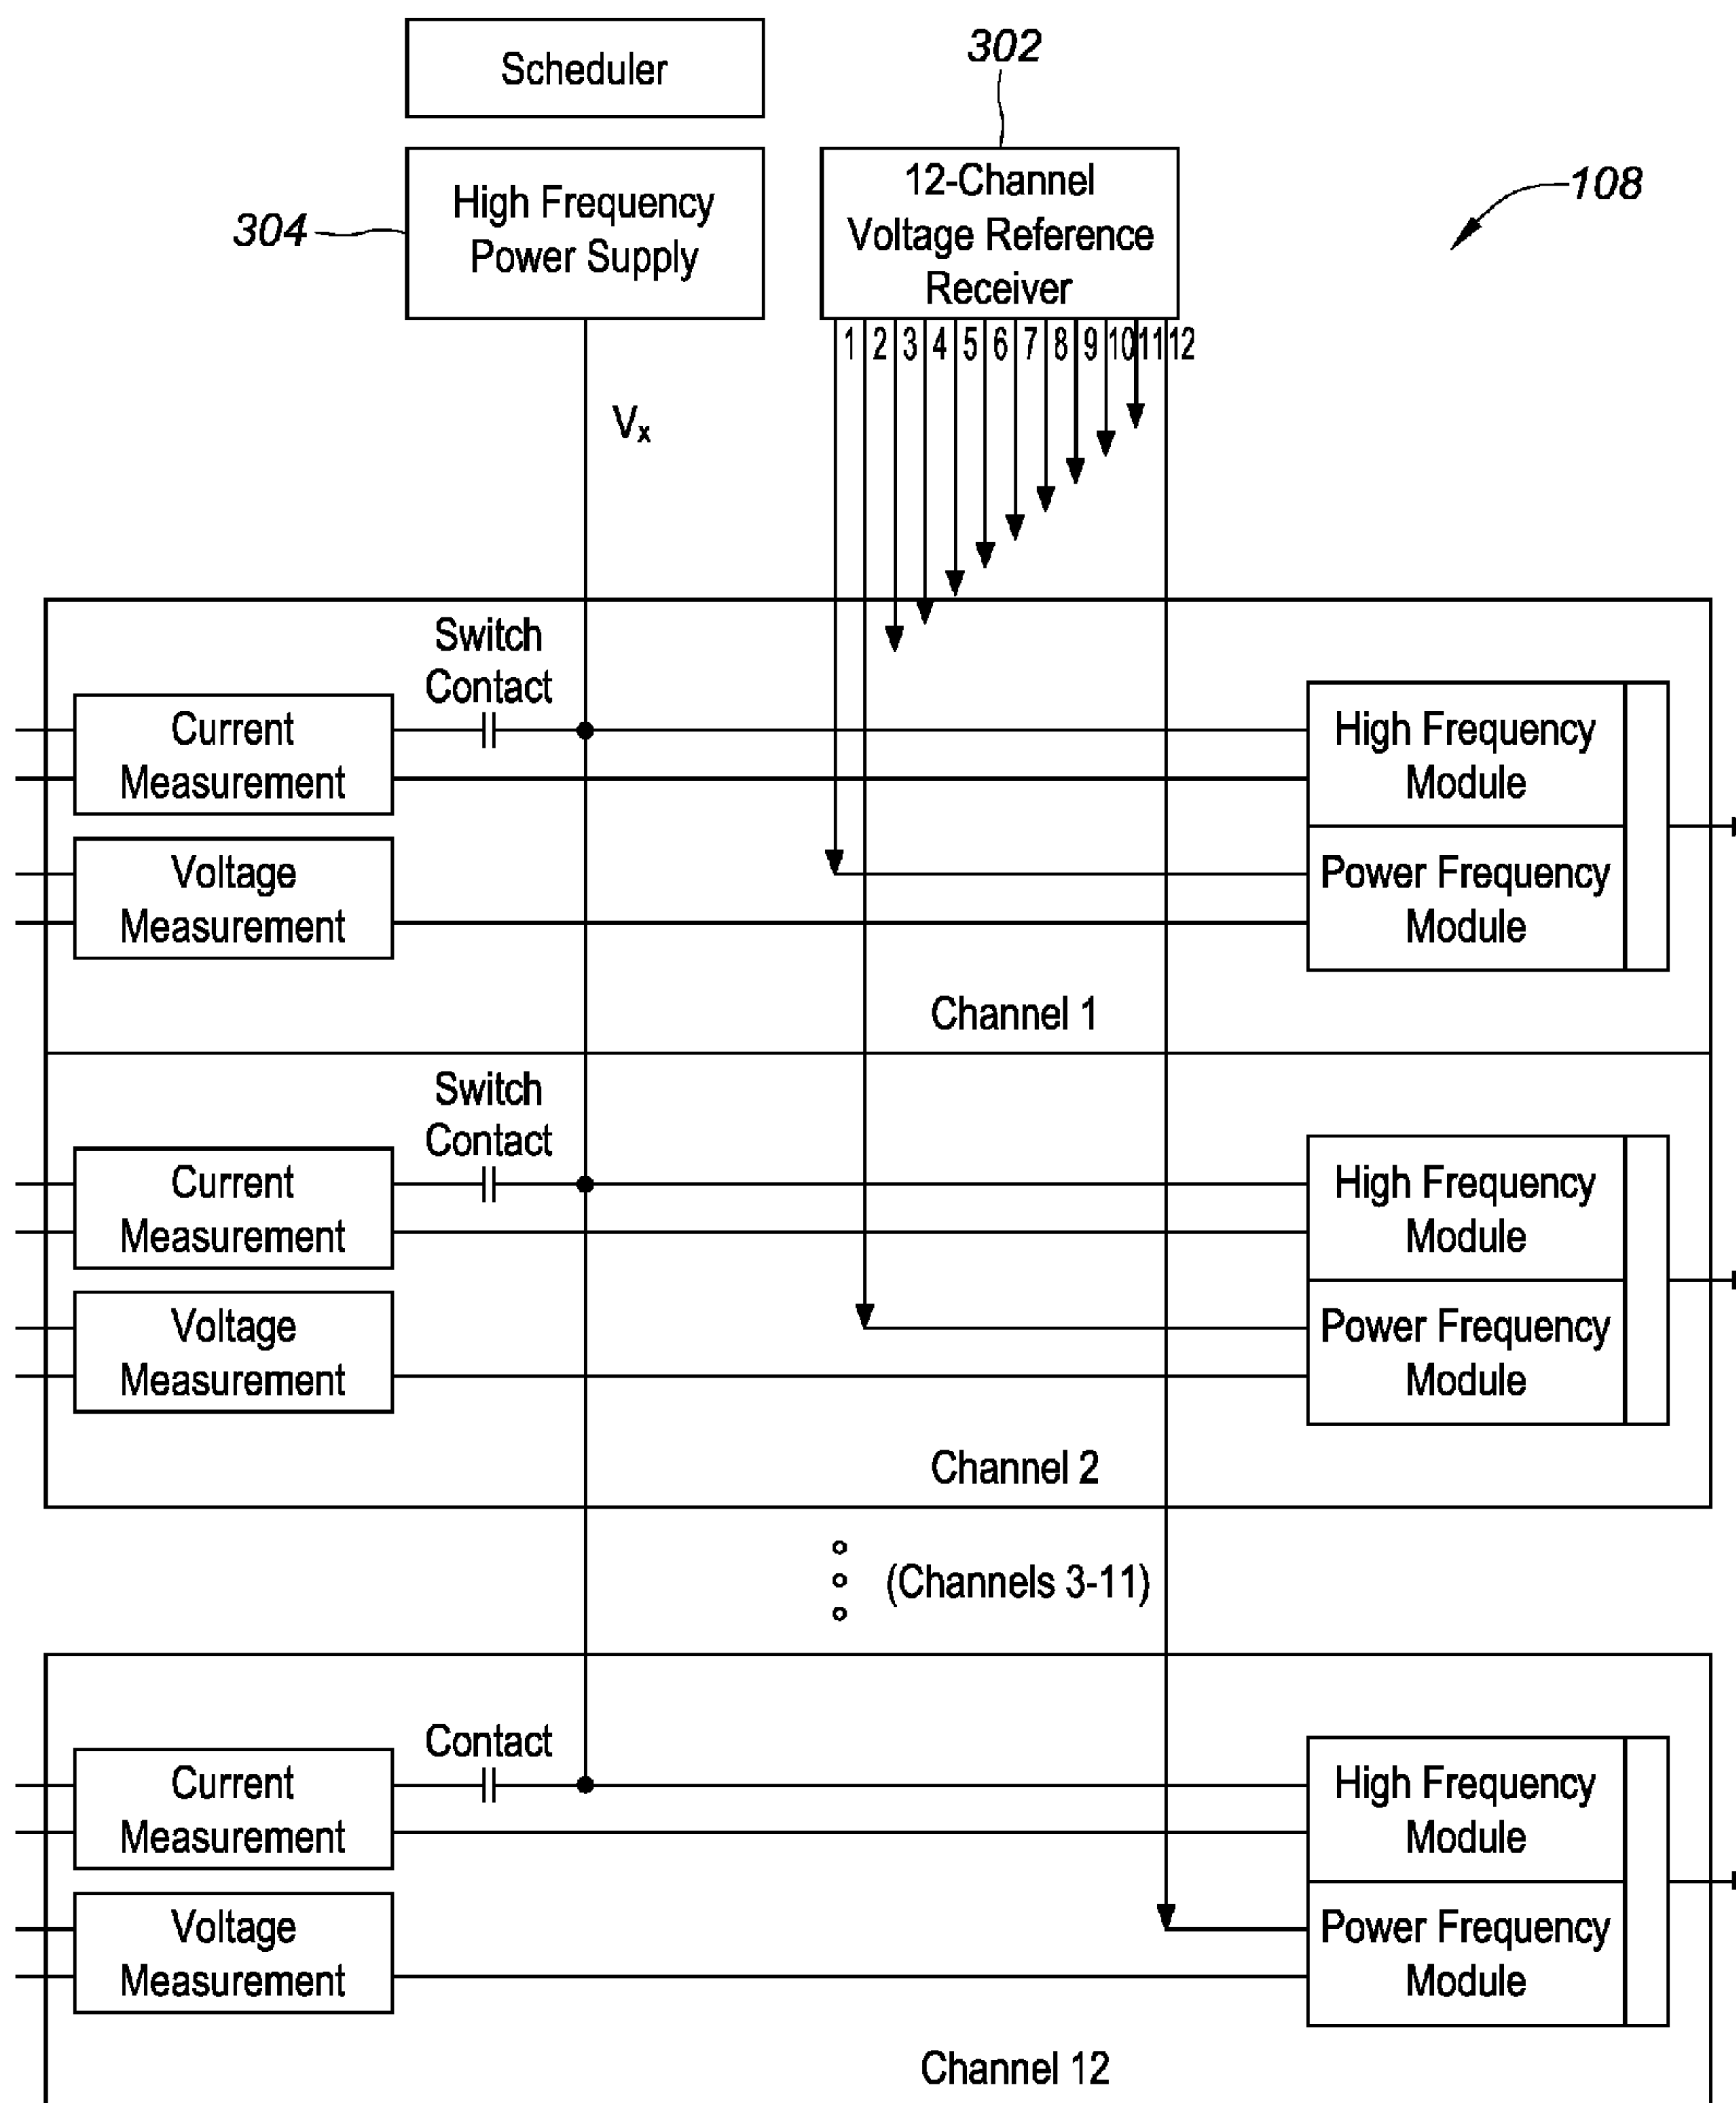 Scheduler
302
12-Channel
Voltage Reference
Receiver
108
304
High Frequency
Power Supply
1 2 3 4 5 6 7 8 9 10 11 12
Vx
Switch
Contact
Current
Measurement
High Frequency
Module
Voltage
Measurement
Power Frequency
Module
Channel 1
Switch
Contact
Current
Measurement
High Frequency
Module
Voltage
Measurement
Power Frequency
Module
Channel 2
(Channels 3-11)
Contact
Current
Measurement
High Frequency
Module
Voltage
Measurement
Power Frequency
Module
Channel 12